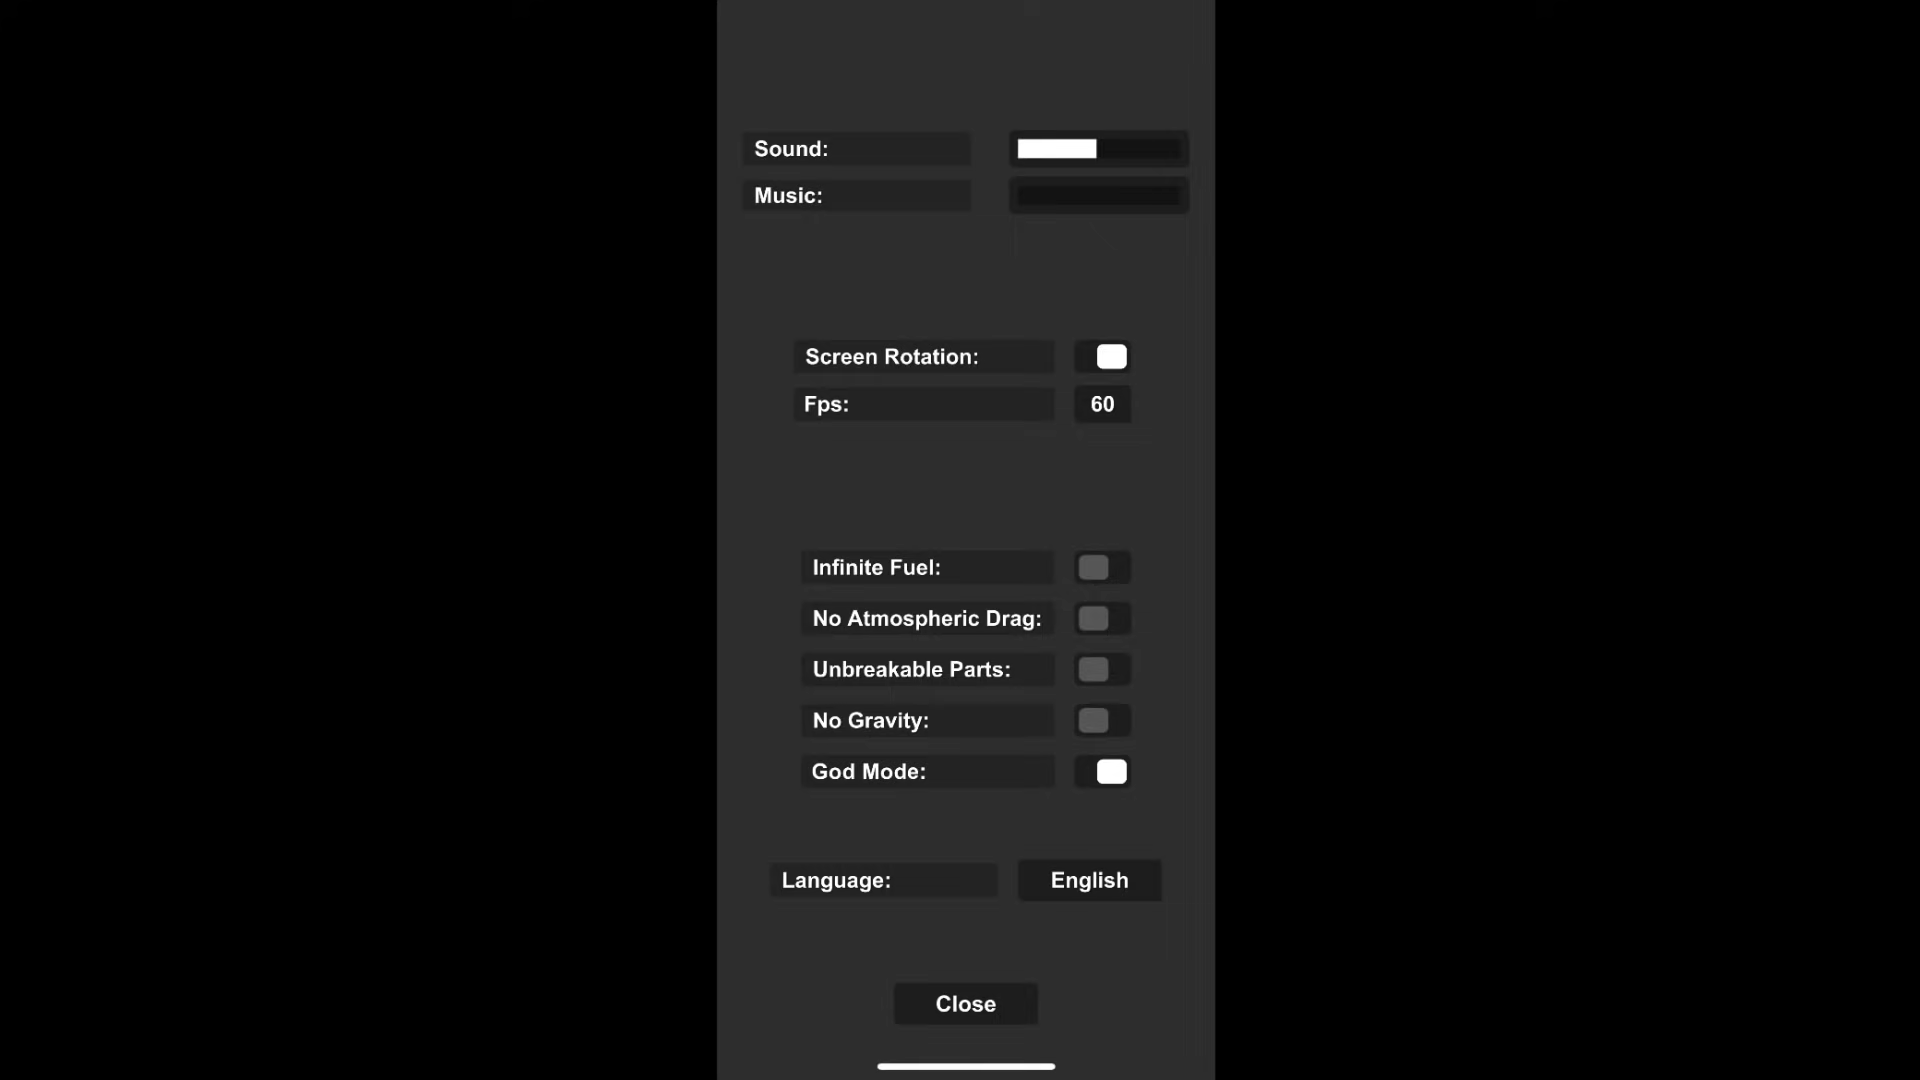 Sound:
Music:
Screen Rotation:
Fps: 60
Infinite Fuel:
No Atmospheric Drag:
Unbreakable Parts:
No Gravity:
God Mode:
Language: English
Close